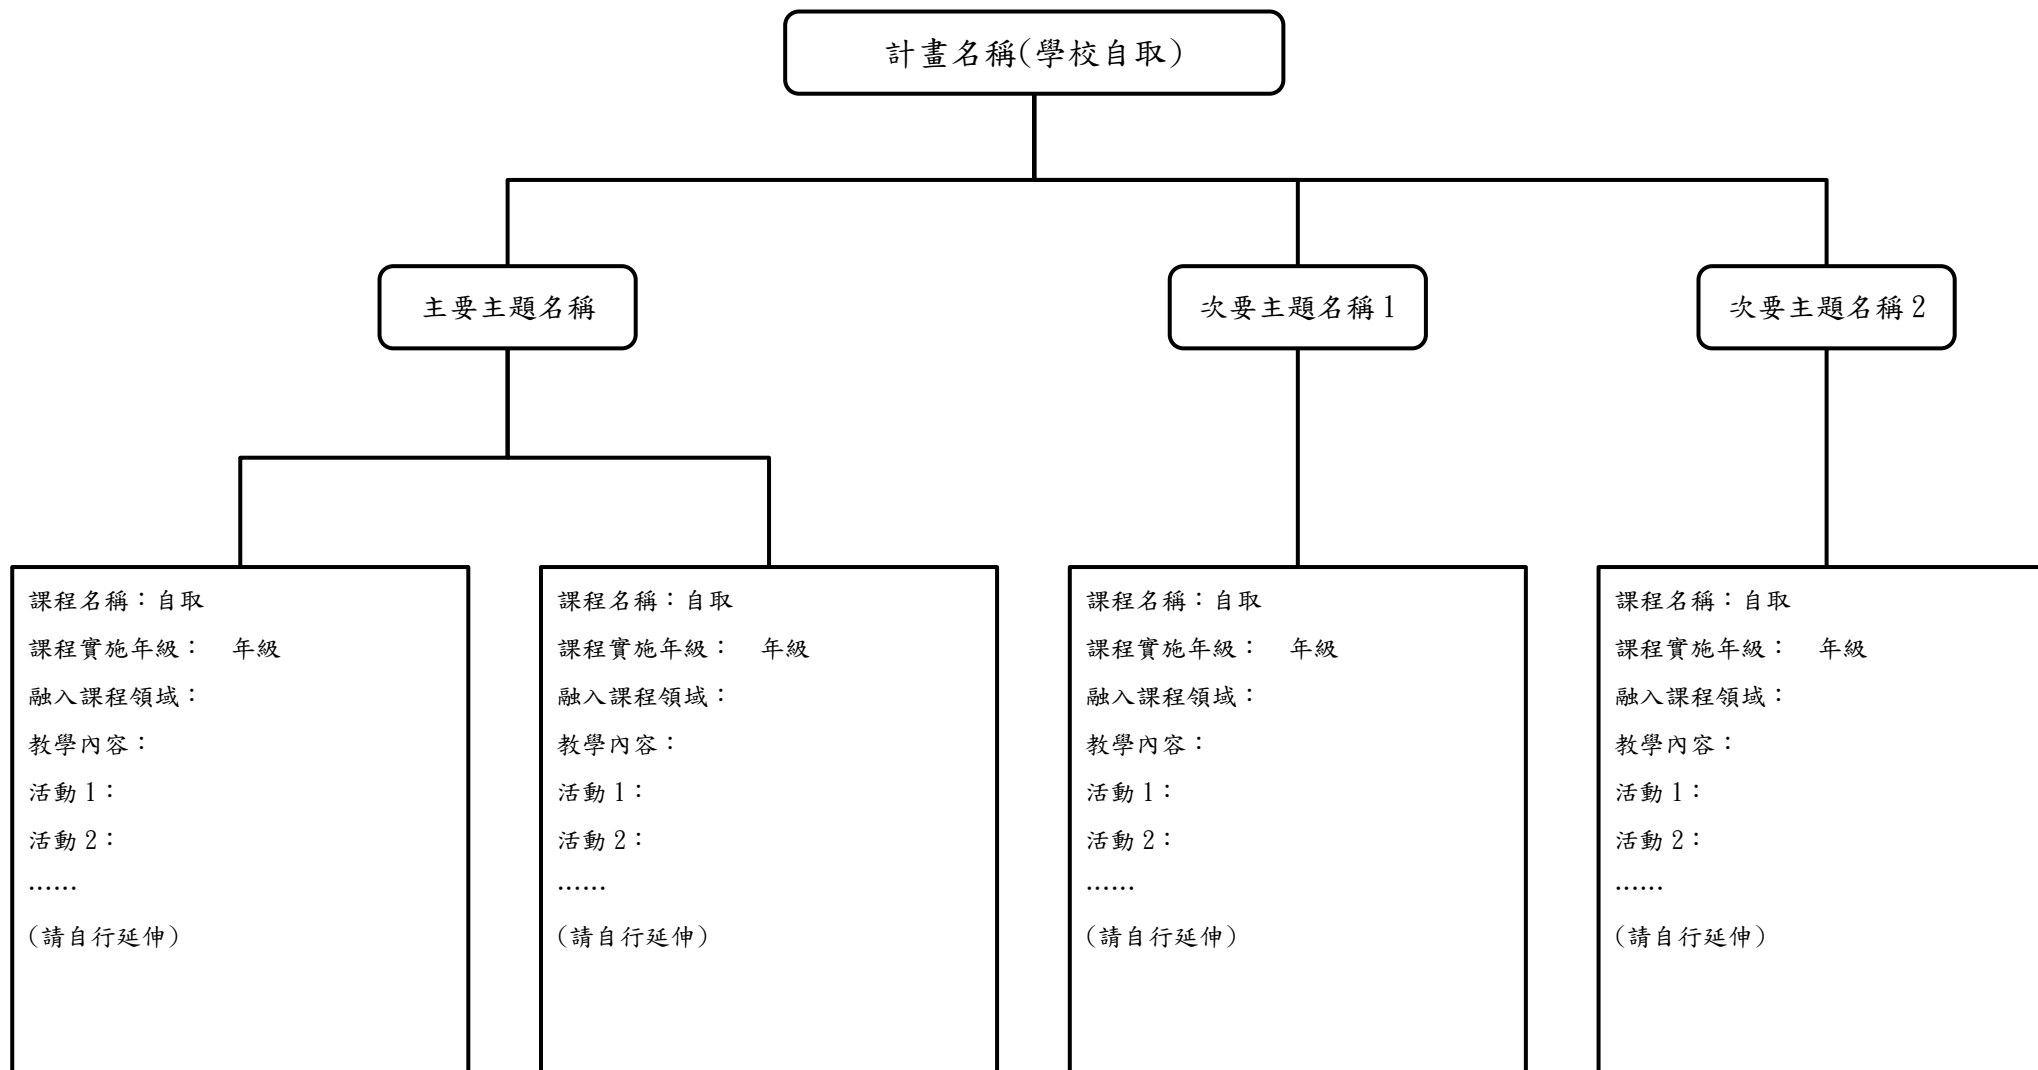 計畫名稱(學校自取)
主要主題名稱
次要主題名稱 1
次要主題名稱 2
課程名稱：自取
課程實施年級：　年級
融入課程領域：
教學內容：
活動 1：
活動 2：
……
(請自行延伸)
課程名稱：自取
課程實施年級：　年級
融入課程領域：
教學內容：
活動 1：
活動 2：
……
(請自行延伸)
課程名稱：自取
課程實施年級：　年級
融入課程領域：
教學內容：
活動 1：
活動 2：
……
(請自行延伸)
課程名稱：自取
課程實施年級：　年級
融入課程領域：
教學內容：
活動 1：
活動 2：
……
(請自行延伸)